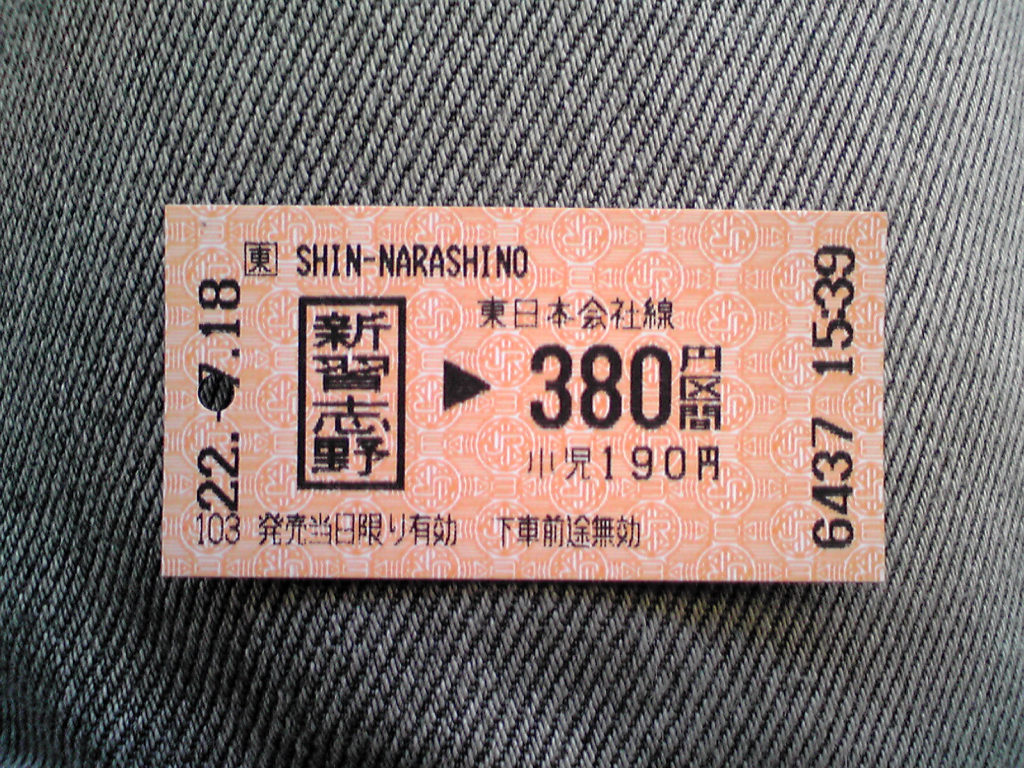 東 SHIN-NARASHINO
新習志野
東日本会社線
▶ 380円区間
小児190円
103 発売当日限り有効 下車前途無効
22.-7.18
6437 15-39